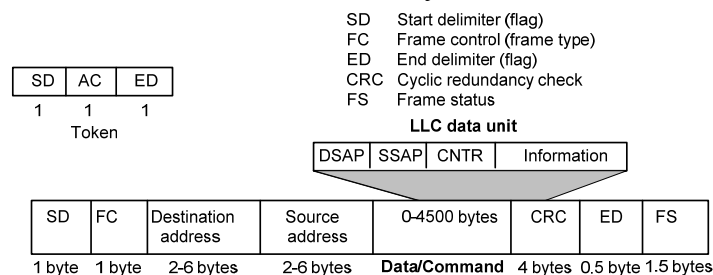 SD Start delimiter (flag)
FC Frame control (frame type)
ED End delimiter (flag)
CRC Cyclic redundancy check
FS Frame status
SD AC ED
1 1 1
Token
LLC data unit
DSAP SSAP CNTR Information
SD FC Destination address Source address 0-4500 bytes CRC ED FS
1 byte 1 byte 2-6 bytes 2-6 bytes Data/Command 4 bytes 0.5 byte 1.5 bytes